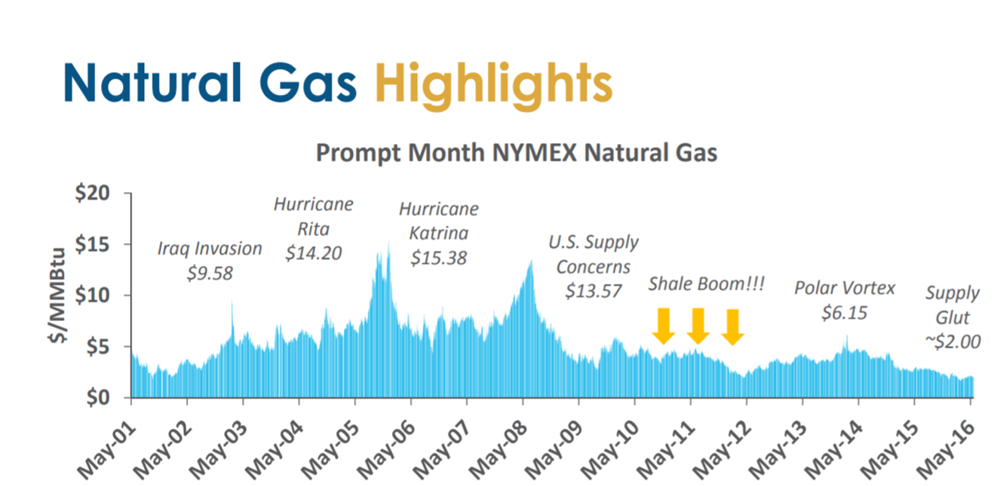 Natural Gas Highlights
Prompt Month NYMEX Natural Gas
$/MMBtu
$20
$15
$10
$5
$0
Iraq Invasion
$9.58
Hurricane
Rita
$14.20
Hurricane
Katrina
$15.38
U.S. Supply
Concerns
$13.57
Shale Boom!!!
Polar Vortex
$6.15
Supply
Glut
~$2.00
May-01
May-02
May-03
May-04
May-05
May-06
May-07
May-08
May-09
May-10
May-11
May-12
May-13
May-14
May-15
May-16